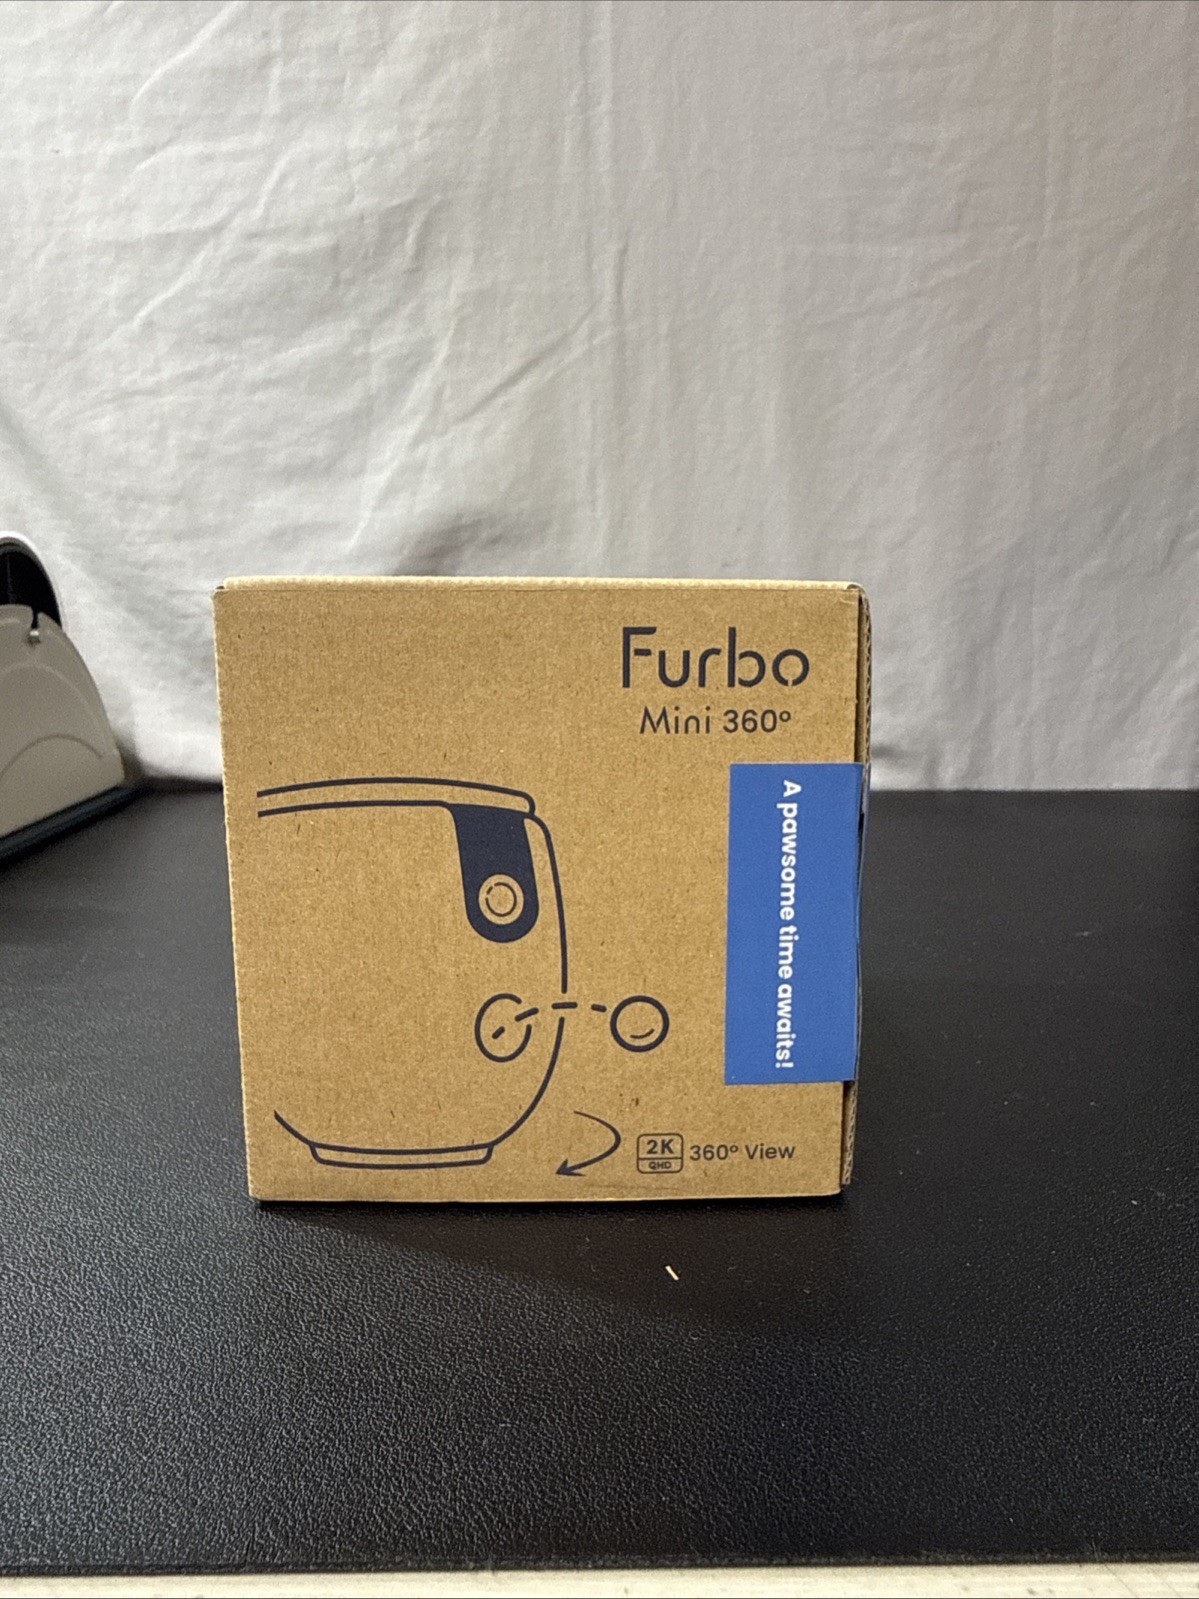 Furbo
Mini 360°
A pawsome time awaits!
2K
QHD
360° View